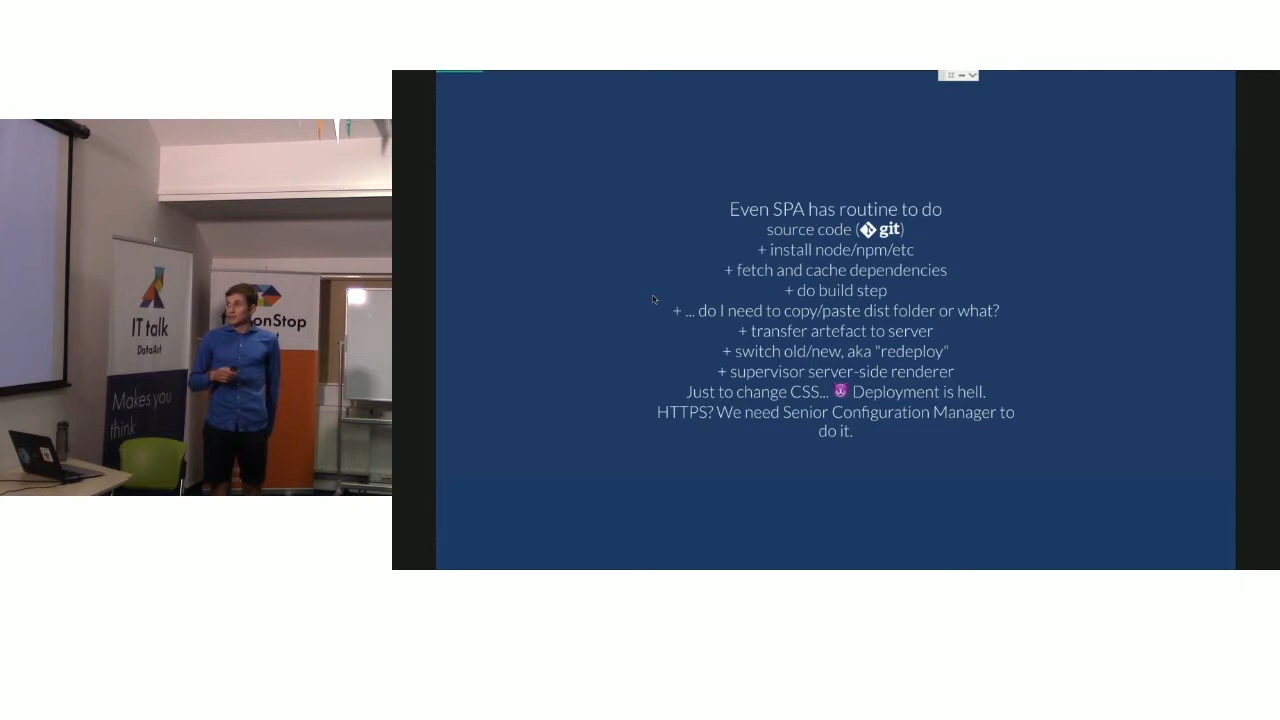 Even SPA has routine to do
source code (git)
+ install node/npm/etc
+ fetch and cache dependencies
+ do build step
+ ... do I need to copy/paste dist folder or what?
+ transfer artefact to server
+ switch old/new, aka "redeploy"
+ supervisor server-side renderer
Just to change CSS... 😈 Deployment is hell.
HTTPS? We need Senior Configuration Manager to
do it.
IT talk
DataArt
Makes you
think
onStop